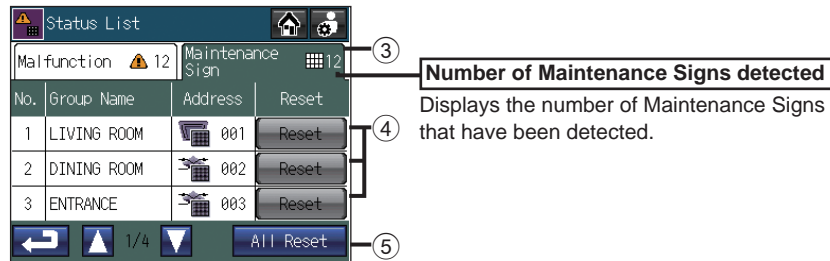 Status List
Malfunction 12
Maintenance
Sign 12
③
Number of Maintenance Signs detected
Displays the number of Maintenance Signs
that have been detected.
No. Group Name Address Reset
1 LIVING ROOM 001 Reset
④
2 DINING ROOM 002 Reset
3 ENTRANCE 003 Reset
1/4 All Reset
⑤